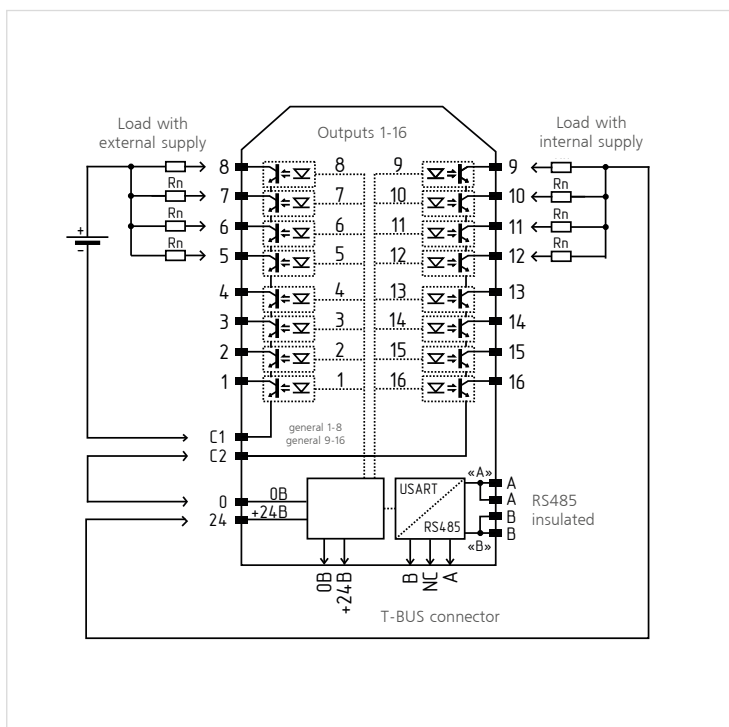 Load with
external supply
Outputs 1-16
Load with
internal supply
8 8 9 9
Rn 7 7 10 Rn 10
+ Rn 6 6 11 Rn 11
− Rn 5 5 12 Rn 12
4 4 13 13
3 3 14 14
2 2 15 15
1 1 16 16
C1 general 1-8
C2 general 9-16
0 0B USART «A» A
A
24 +24B RS485 B
«B» B
RS485
insulated
0B +24B B NC A
T-BUS connector